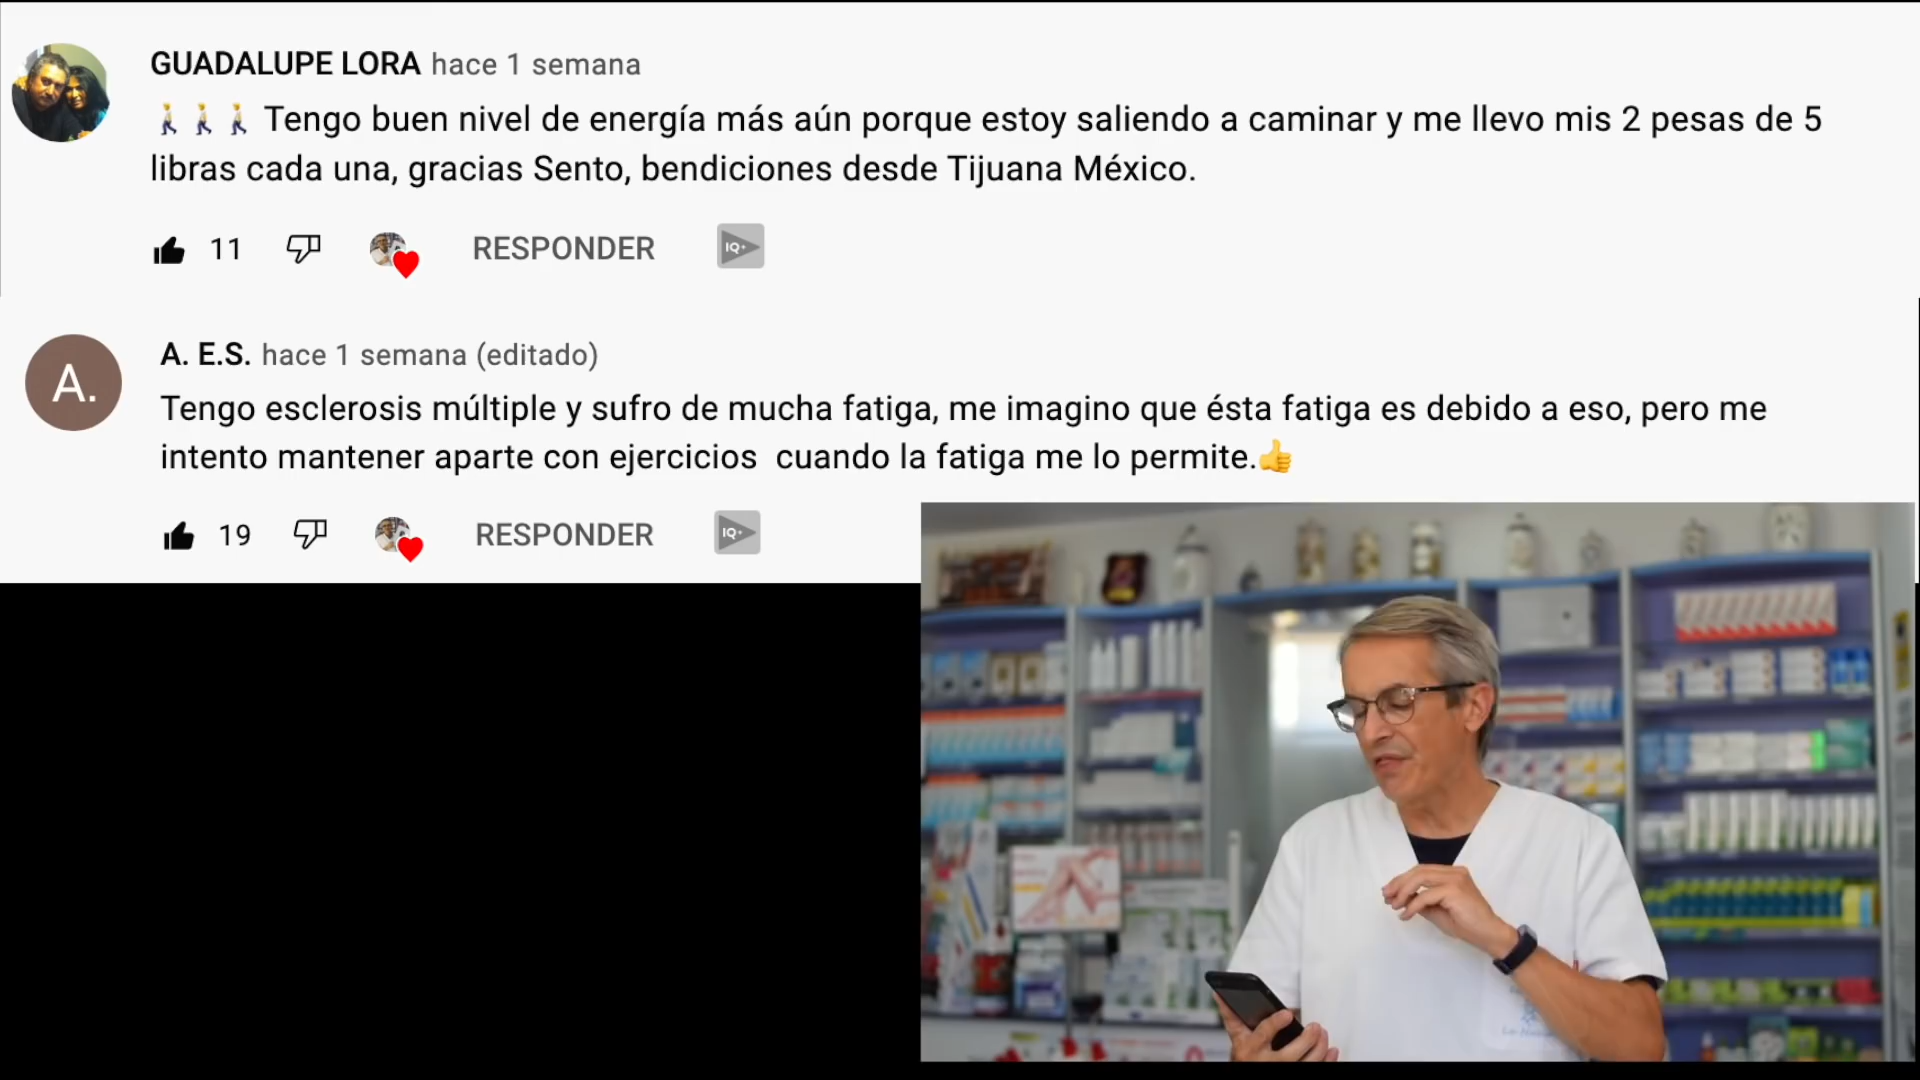 GUADALUPE LORA hace 1 semana
🚶🚶🚶 Tengo buen nivel de energía más aún porque estoy saliendo a caminar y me llevo mis 2 pesas de 5
libras cada una, gracias Sento, bendiciones desde Tijuana México.
11 RESPONDER IQ+
A. E.S. hace 1 semana (editado)
A.
Tengo esclerosis múltiple y sufro de mucha fatiga, me imagino que ésta fatiga es debido a eso, pero me
intento mantener aparte con ejercicios  cuando la fatiga me lo permite.👍
19 RESPONDER IQ+